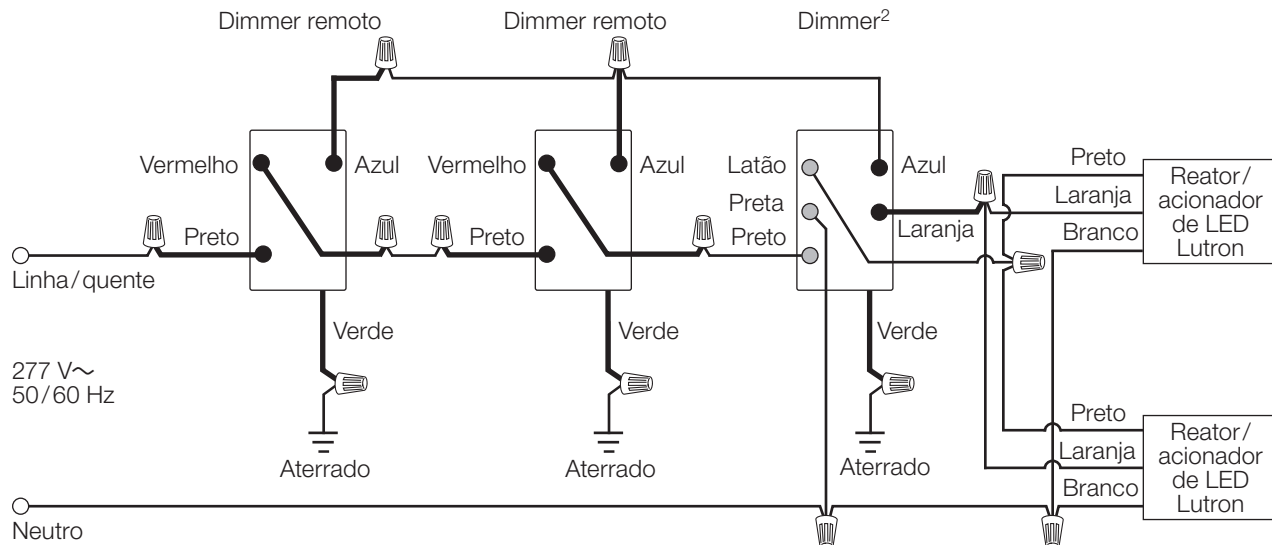 Dimmer remoto
Dimmer remoto
Dimmer²
Vermelho
Azul
Vermelho
Azul
Latão
Azul
Preto
Reator/
acionador
de LED
Lutron
Preta
Laranja
Laranja
Preto
Preto
Preto
Branco
Linha/quente
Verde
Verde
Verde
277 V~
50/60 Hz
Preto
Reator/
acionador
de LED
Lutron
Laranja
Branco
Aterrado
Aterrado
Aterrado
Neutro